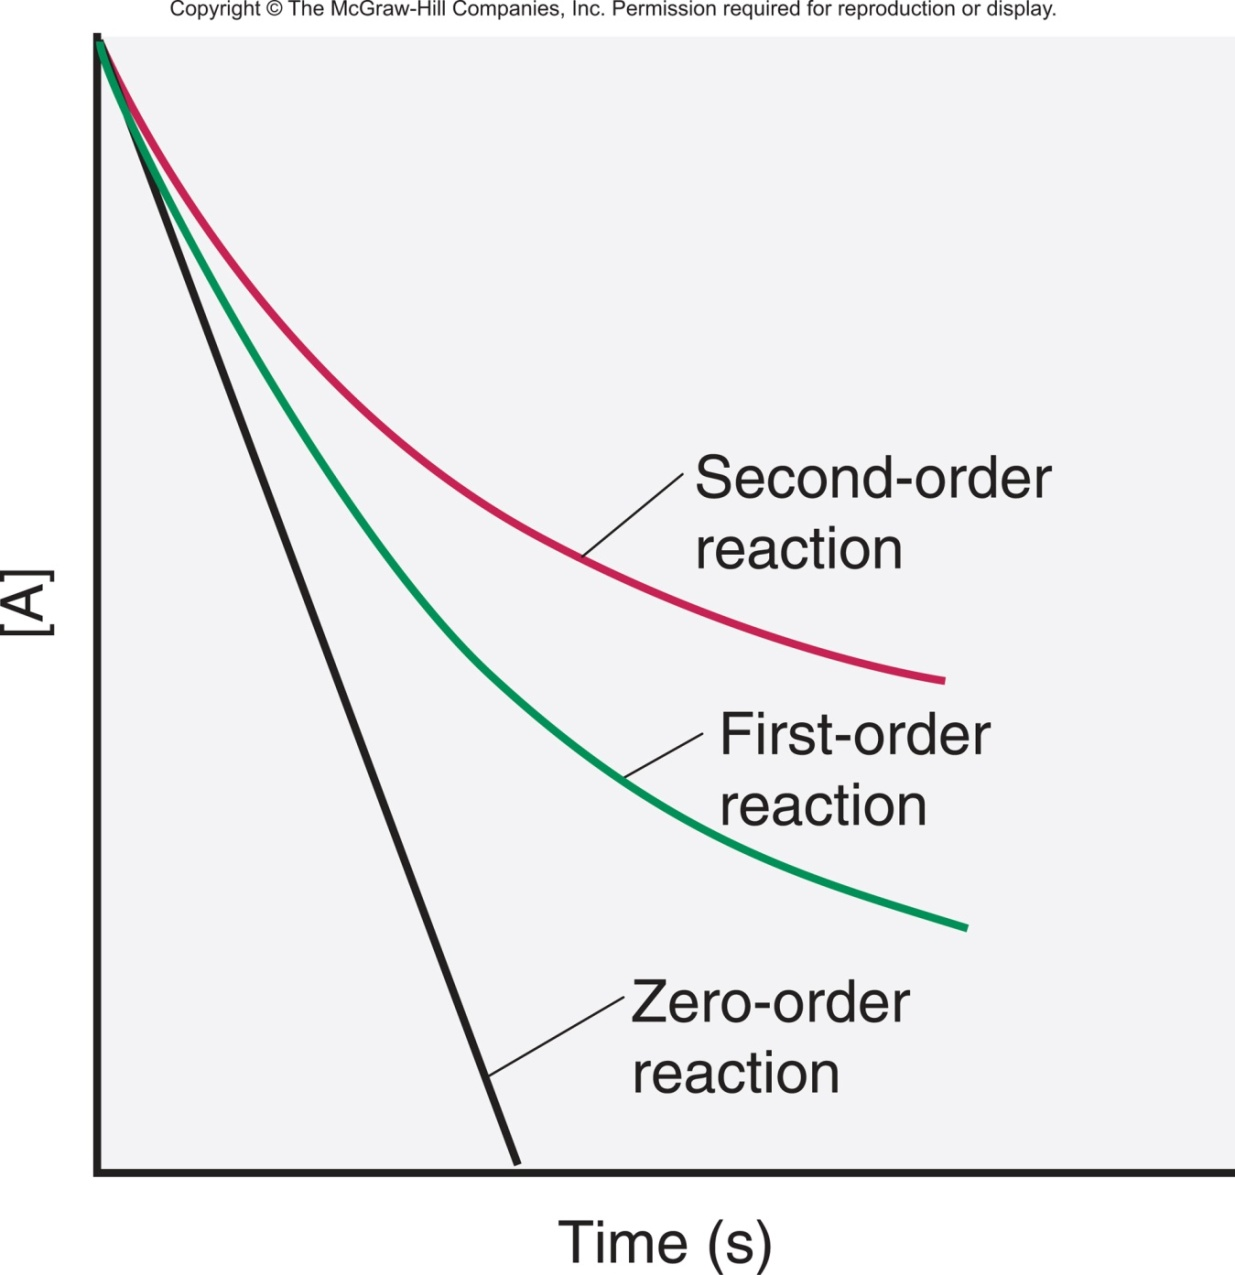 Copyright © The McGraw-Hill Companies, Inc. Permission required for reproduction or display.
[A]
Second-order
reaction
First-order
reaction
Zero-order
reaction
Time (s)